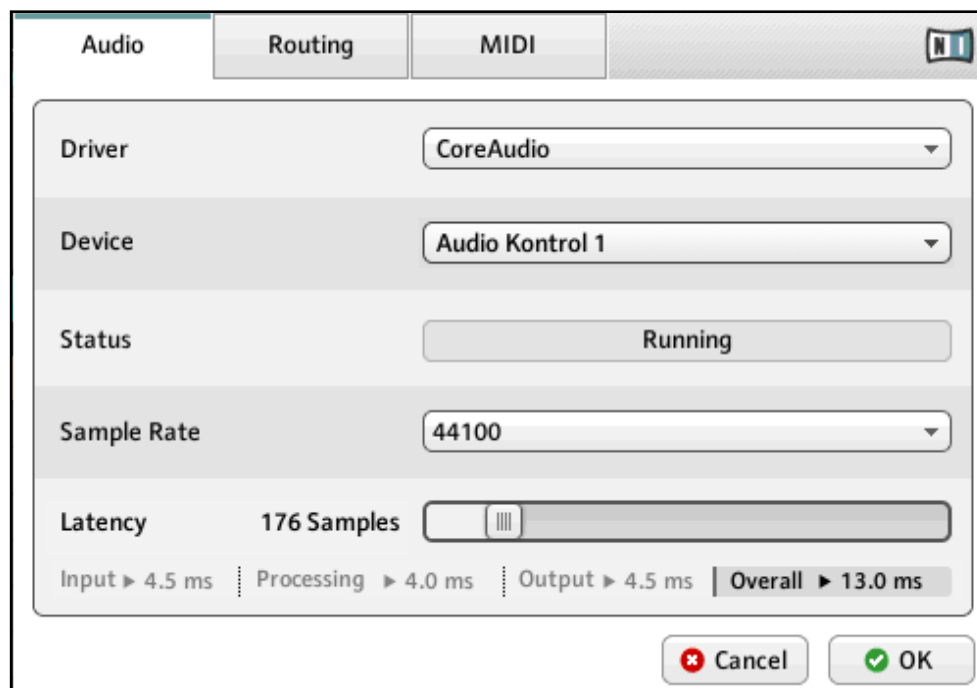 Audio Routing MIDI NI
Driver CoreAudio
Device Audio Kontrol 1
Status Running
Sample Rate 44100
Latency 176 Samples
Input ▶ 4.5 ms Processing ▶ 4.0 ms Output ▶ 4.5 ms Overall ▶ 13.0 ms
Cancel OK